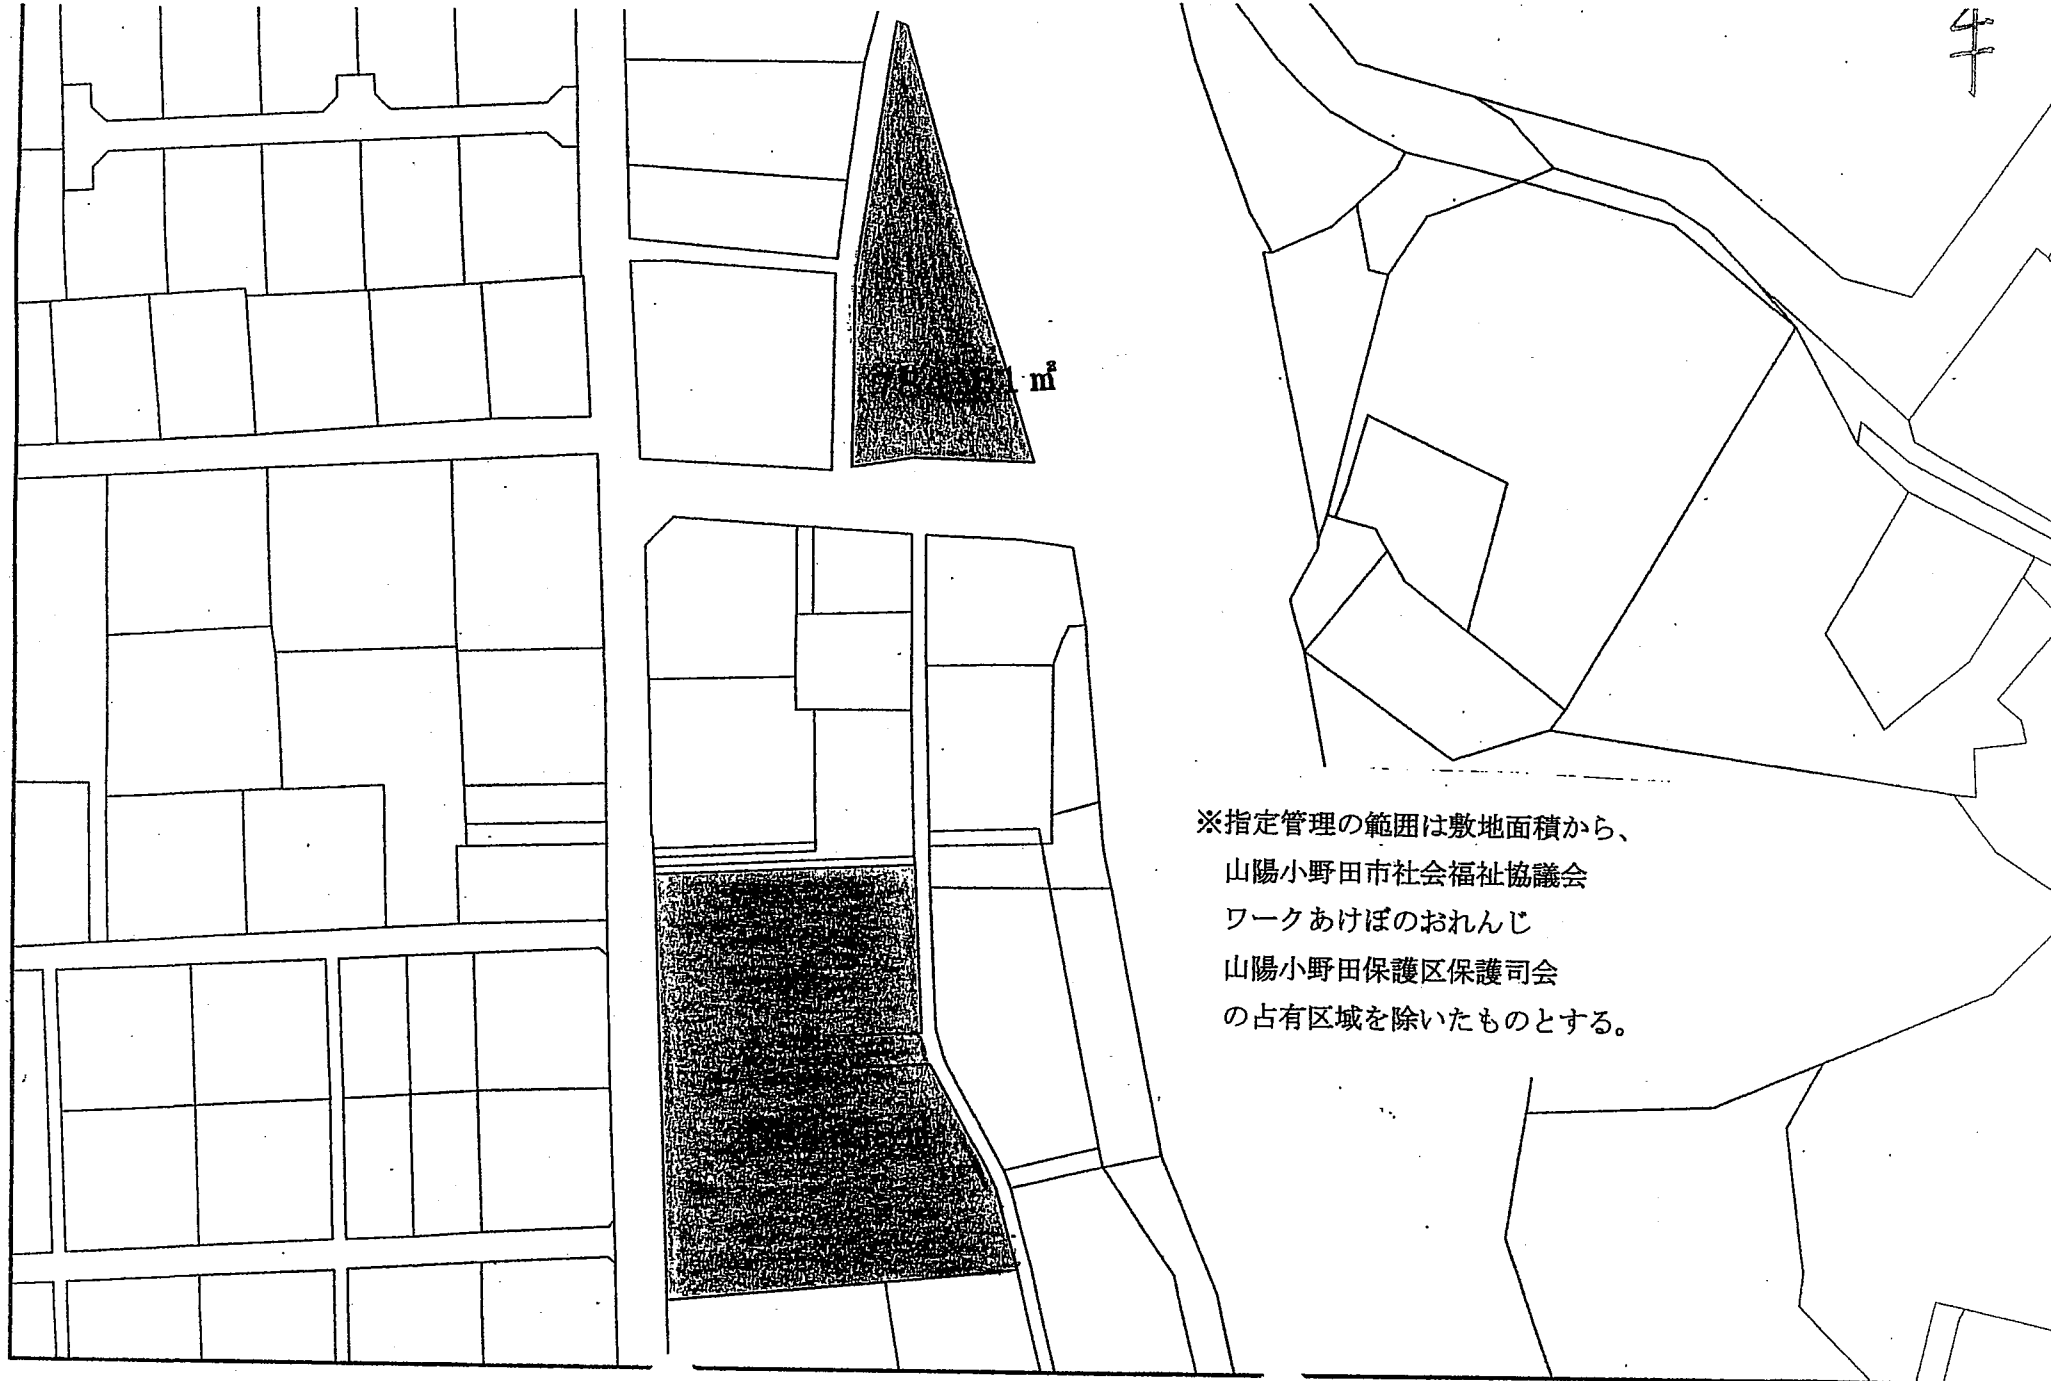 ※指定管理の範囲は敷地面積から、
山陽小野田市社会福祉協議会
ワークあけぼのおれんじ
山陽小野田保護区保護司会
の占有区域を除いたものとする。